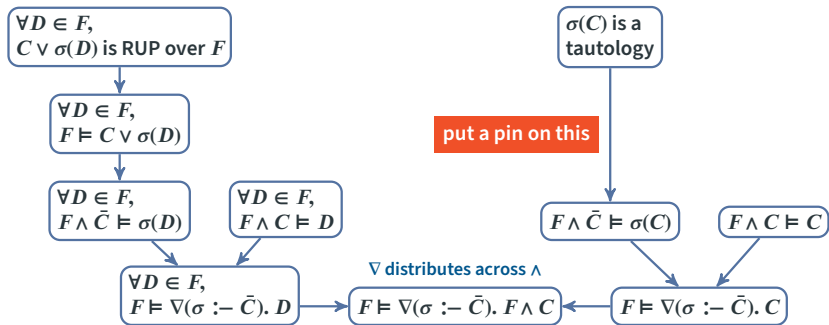 ∀D ∈ F,
C ∨ σ(D) is RUP over F
σ(C) is a
tautology
∀D ∈ F,
F ⊨ C ∨ σ(D)
put a pin on this
∀D ∈ F,
F ∧ C̄ ⊨ σ(D)
∀D ∈ F,
F ∧ C ⊨ D
F ∧ C̄ ⊨ σ(C)
F ∧ C ⊨ C
∇ distributes across ∧
∀D ∈ F,
F ⊨ ∇(σ :– C̄). D
F ⊨ ∇(σ :– C̄). F ∧ C
F ⊨ ∇(σ :– C̄). C